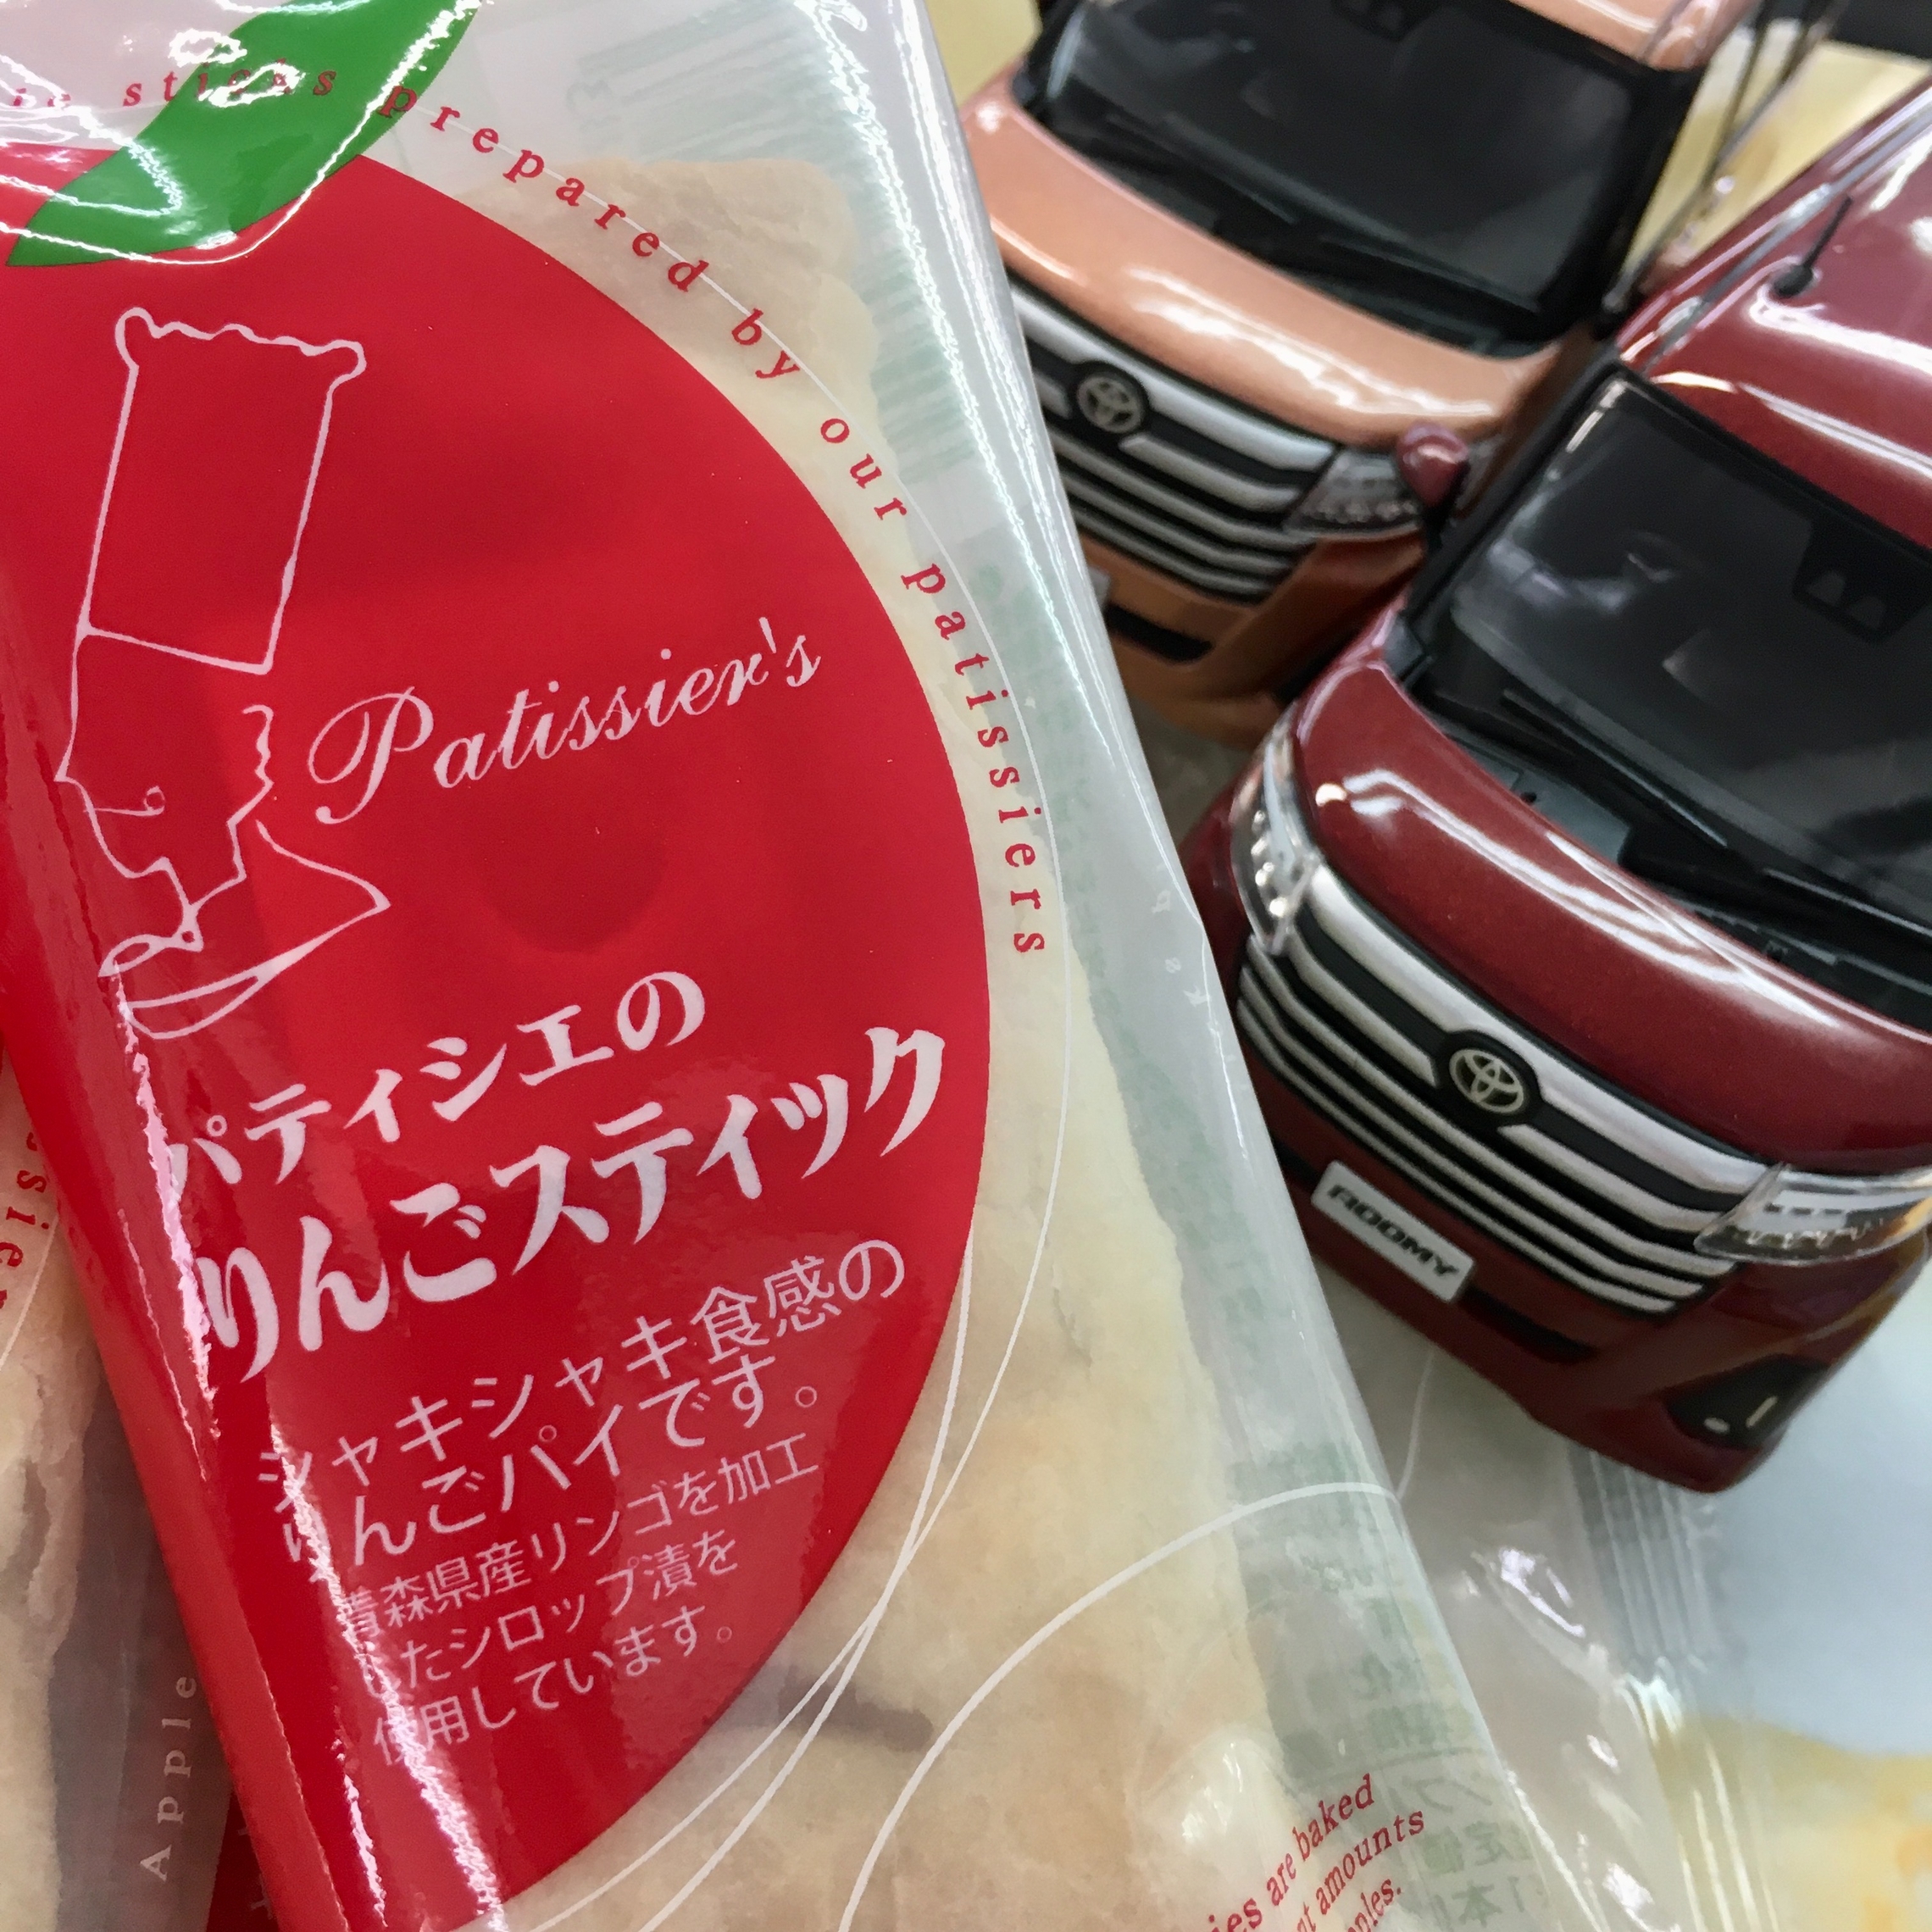 sticks prepared by our patissiers
Patissier's
パティシエの
りんごスティック
シャキシャキ食感の
りんごパイです。
青森県産リンゴを加工
したシロップ漬を
使用しています。
ROOMY
Apple
are baked
amounts